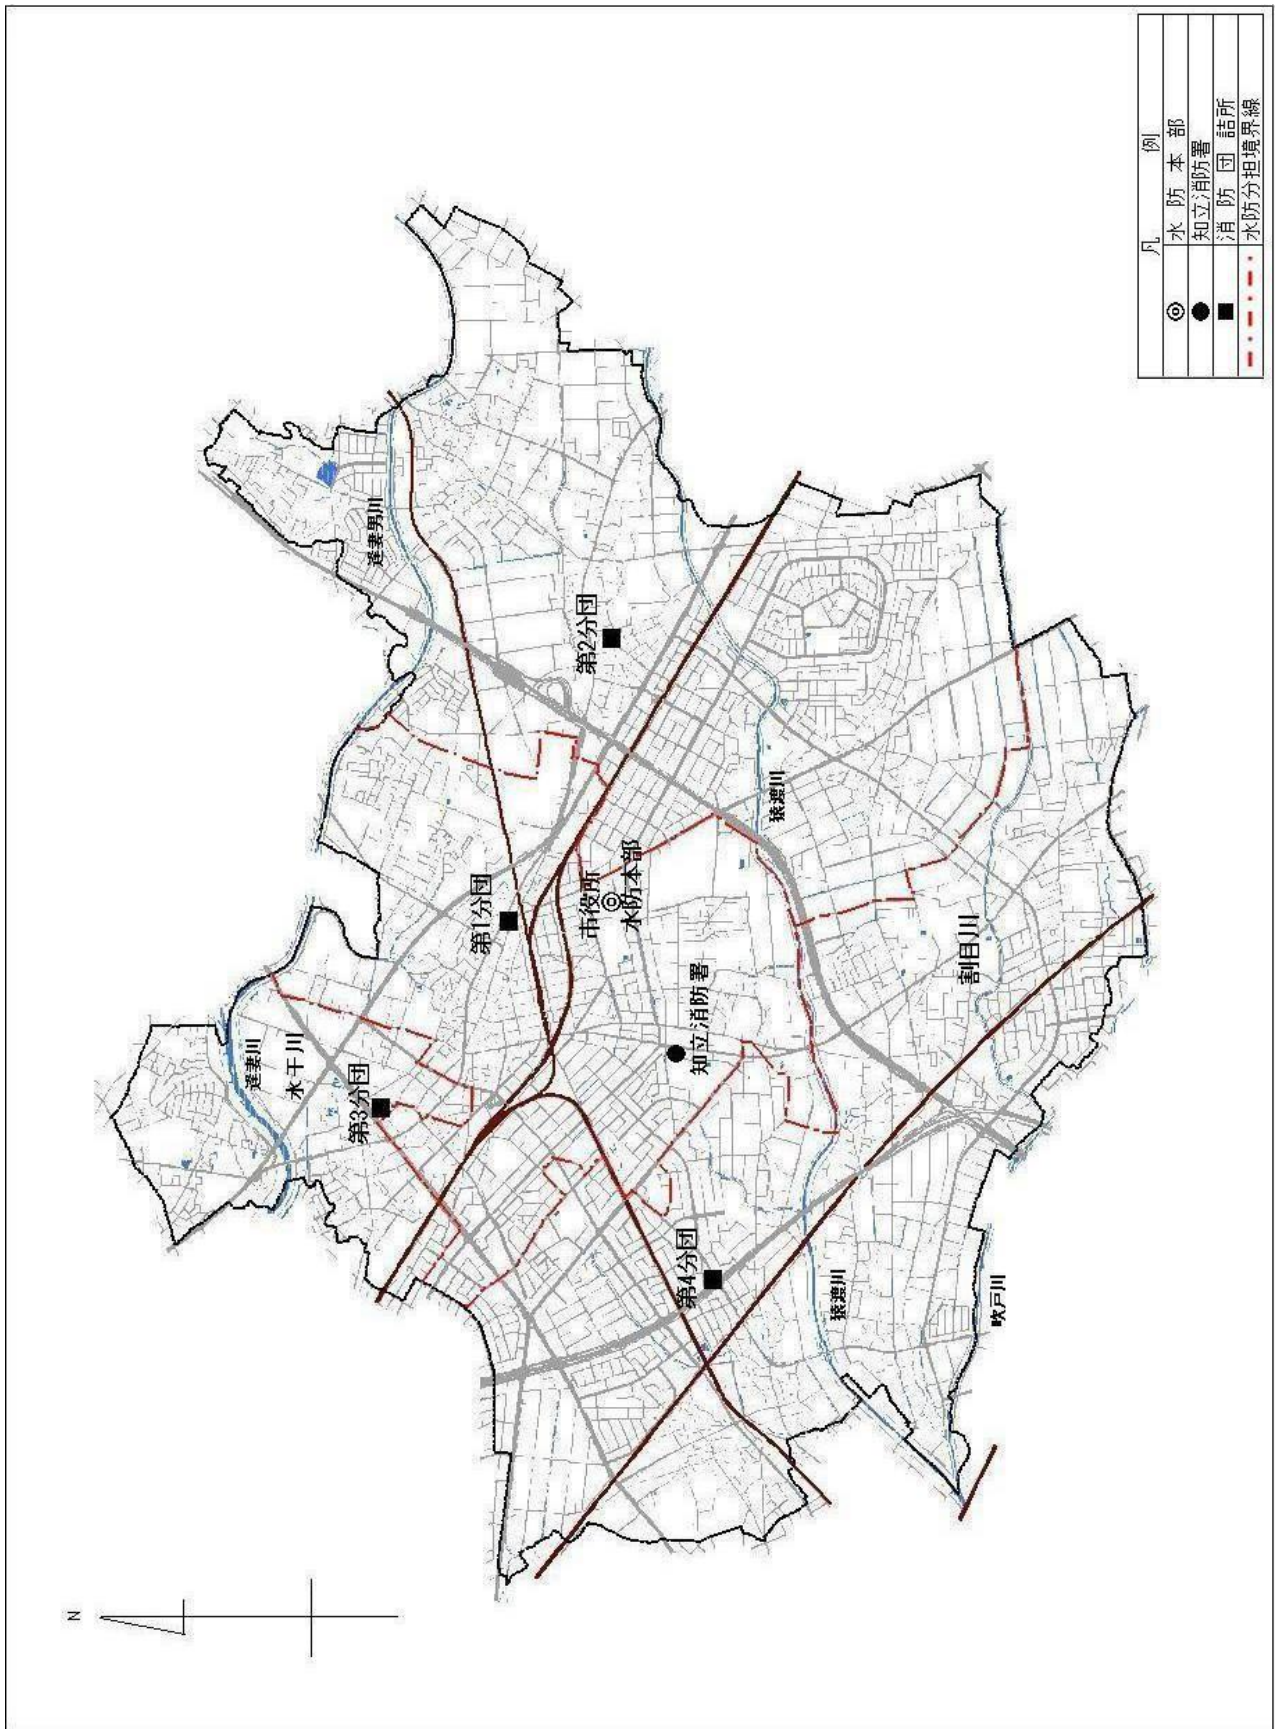 N
凡 例
水 防 本 部
知立消防署
消 防 団 詰所
水防分担境界線
逢妻男川
逢妻川
水干川
第3分団
第1分団
第2分団
市役所
水防本部
知立消防署
猿渡川
第4分団
猿渡川
割目川
吹戸川